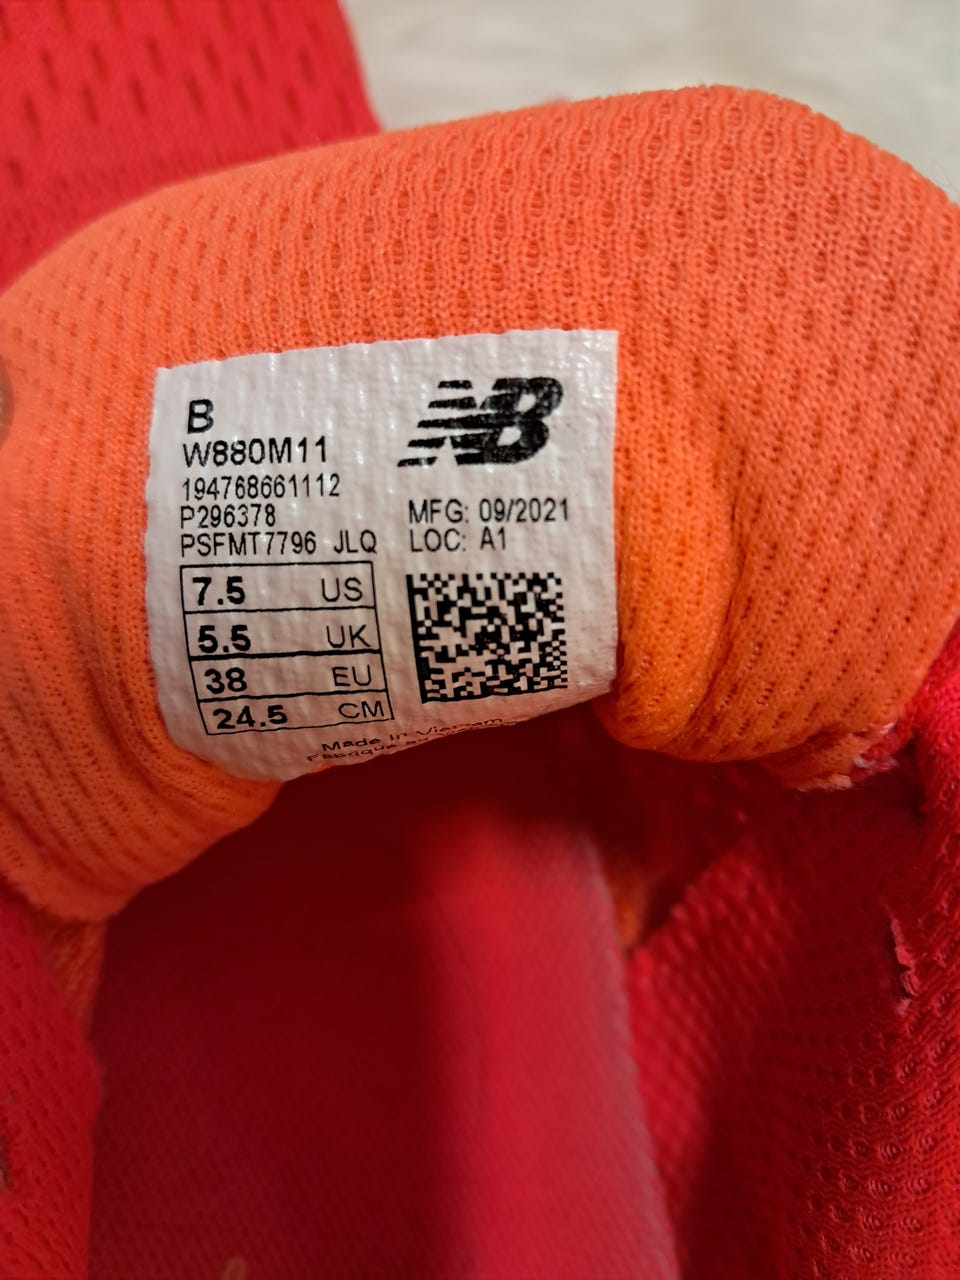 B
NB
W880M11
194768661112
P296378
PSFMT7796 JLQ
MFG: 09/2021
LOC: A1
7.5 US
5.5 UK
38 EU
24.5 CM
Made in Vietnam